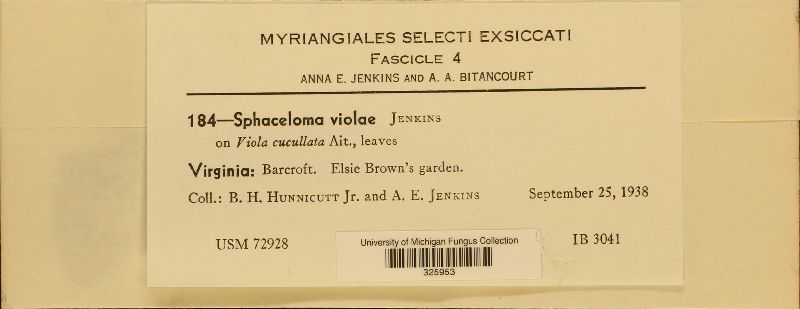 MYRIANGIALES SELECTI EXSICCATI
FASCICLE 4
ANNA E. JENKINS AND A. A. BITANCOURT
184—Sphaceloma violae JENKINS
on Viola cucullata Ait., leaves
Virginia: Barcroft. Elsie Brown's garden.
Coll.: B. H. HUNNICUTT JR. and A. E. JENKINS September 25, 1938
USM 72928 IB 3041
University of Michigan Fungus Collection
325953